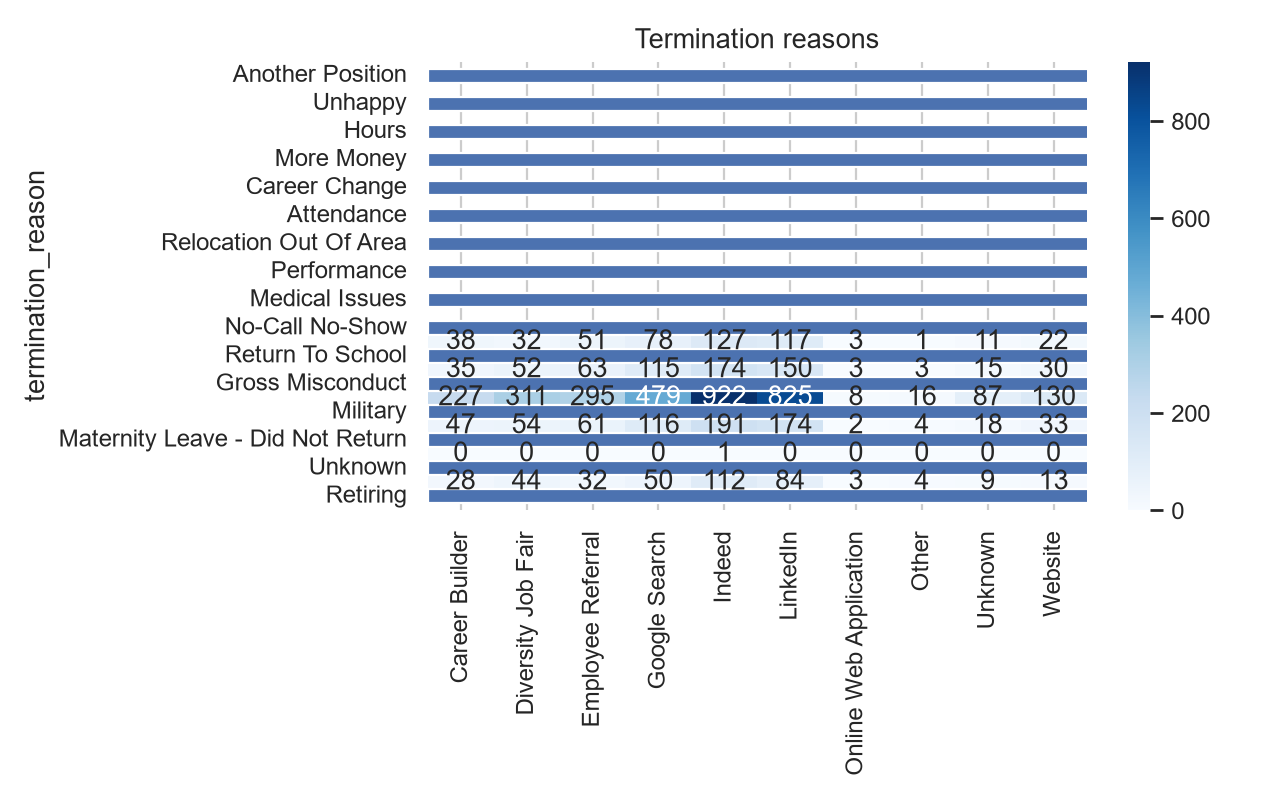 Termination reasons
termination_reason
Another Position
Unhappy
Hours
More Money
Career Change
Attendance
Relocation Out Of Area
Performance
Medical Issues
No-Call No-Show
38 32 51 78 127 117 3 1 11 22
Return To School
35 52 63 115 174 150 3 3 15 30
Gross Misconduct
227 311 295 479 922 825 8 16 87 130
Military
47 54 61 116 191 174 2 4 18 33
Maternity Leave - Did Not Return
0 0 0 0 1 0 0 0 0 0
Unknown
28 44 32 50 112 84 3 4 9 13
Retiring
Career Builder
Diversity Job Fair
Employee Referral
Google Search
Indeed
LinkedIn
Online Web Application
Other
Unknown
Website
800
600
400
200
0